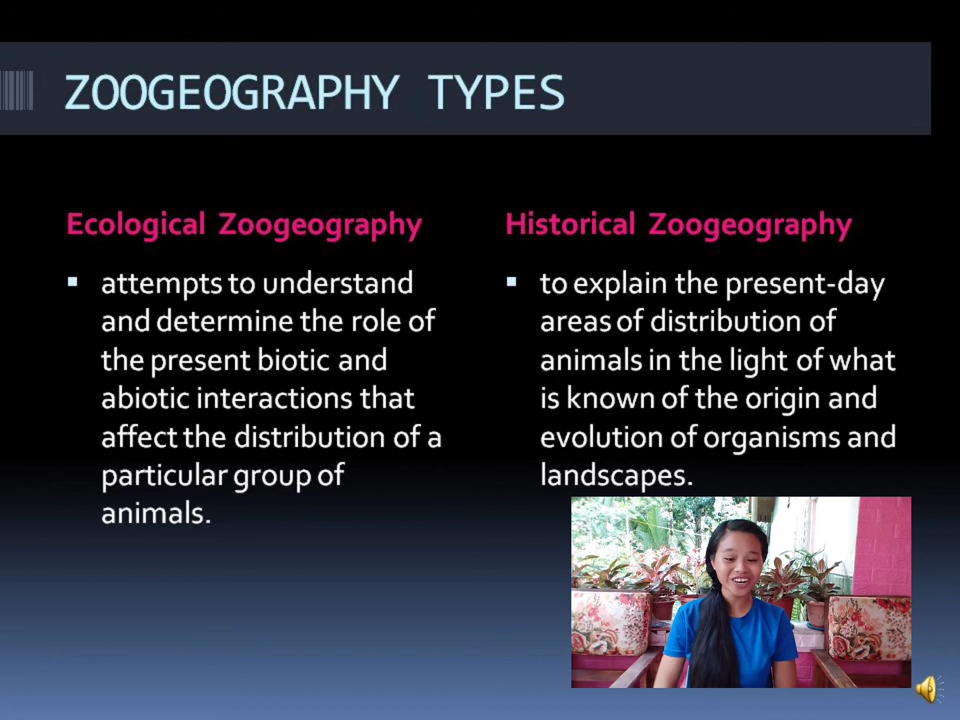 ZOOGEOGRAPHY TYPES
Ecological Zoogeography
▪ attempts to understand
and determine the role of
the present biotic and
abiotic interactions that
affect the distribution of a
particular group of
animals.
Historical Zoogeography
▪ to explain the present-day
areas of distribution of
animals in the light of what
is known of the origin and
evolution of organisms and
landscapes.